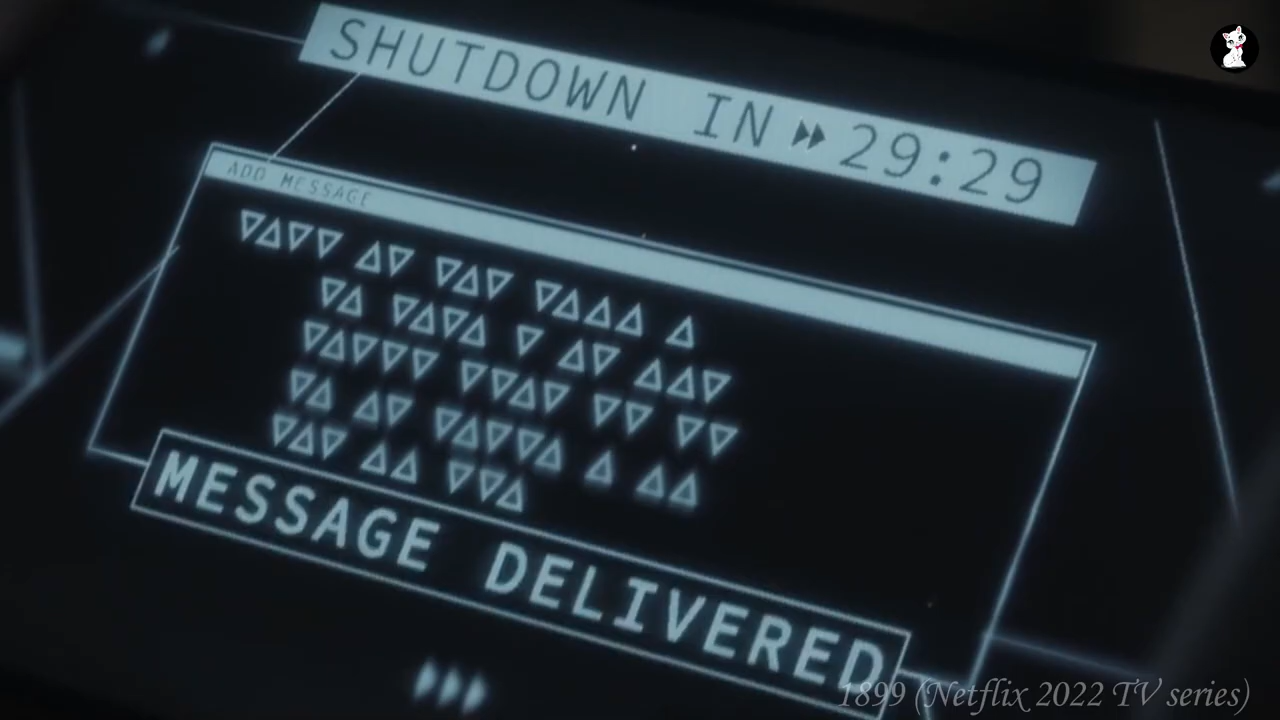 SHUTDOWN IN ⏩ 29:29
ADD MESSAGE
▽△▽▽ △▽ ▽△▽ ▽△△△ △
▽△ ▽△▽△ ▽ △▽ △△▽
▽△▽▽▽ ▽▽△▽ ▽▽ ▽▽
▽△ △▽ ▽△▽▽△ △ △△
▽△▽ △△ ▽▽△
MESSAGE DELIVERED
1899 (Netflix 2022 TV series)